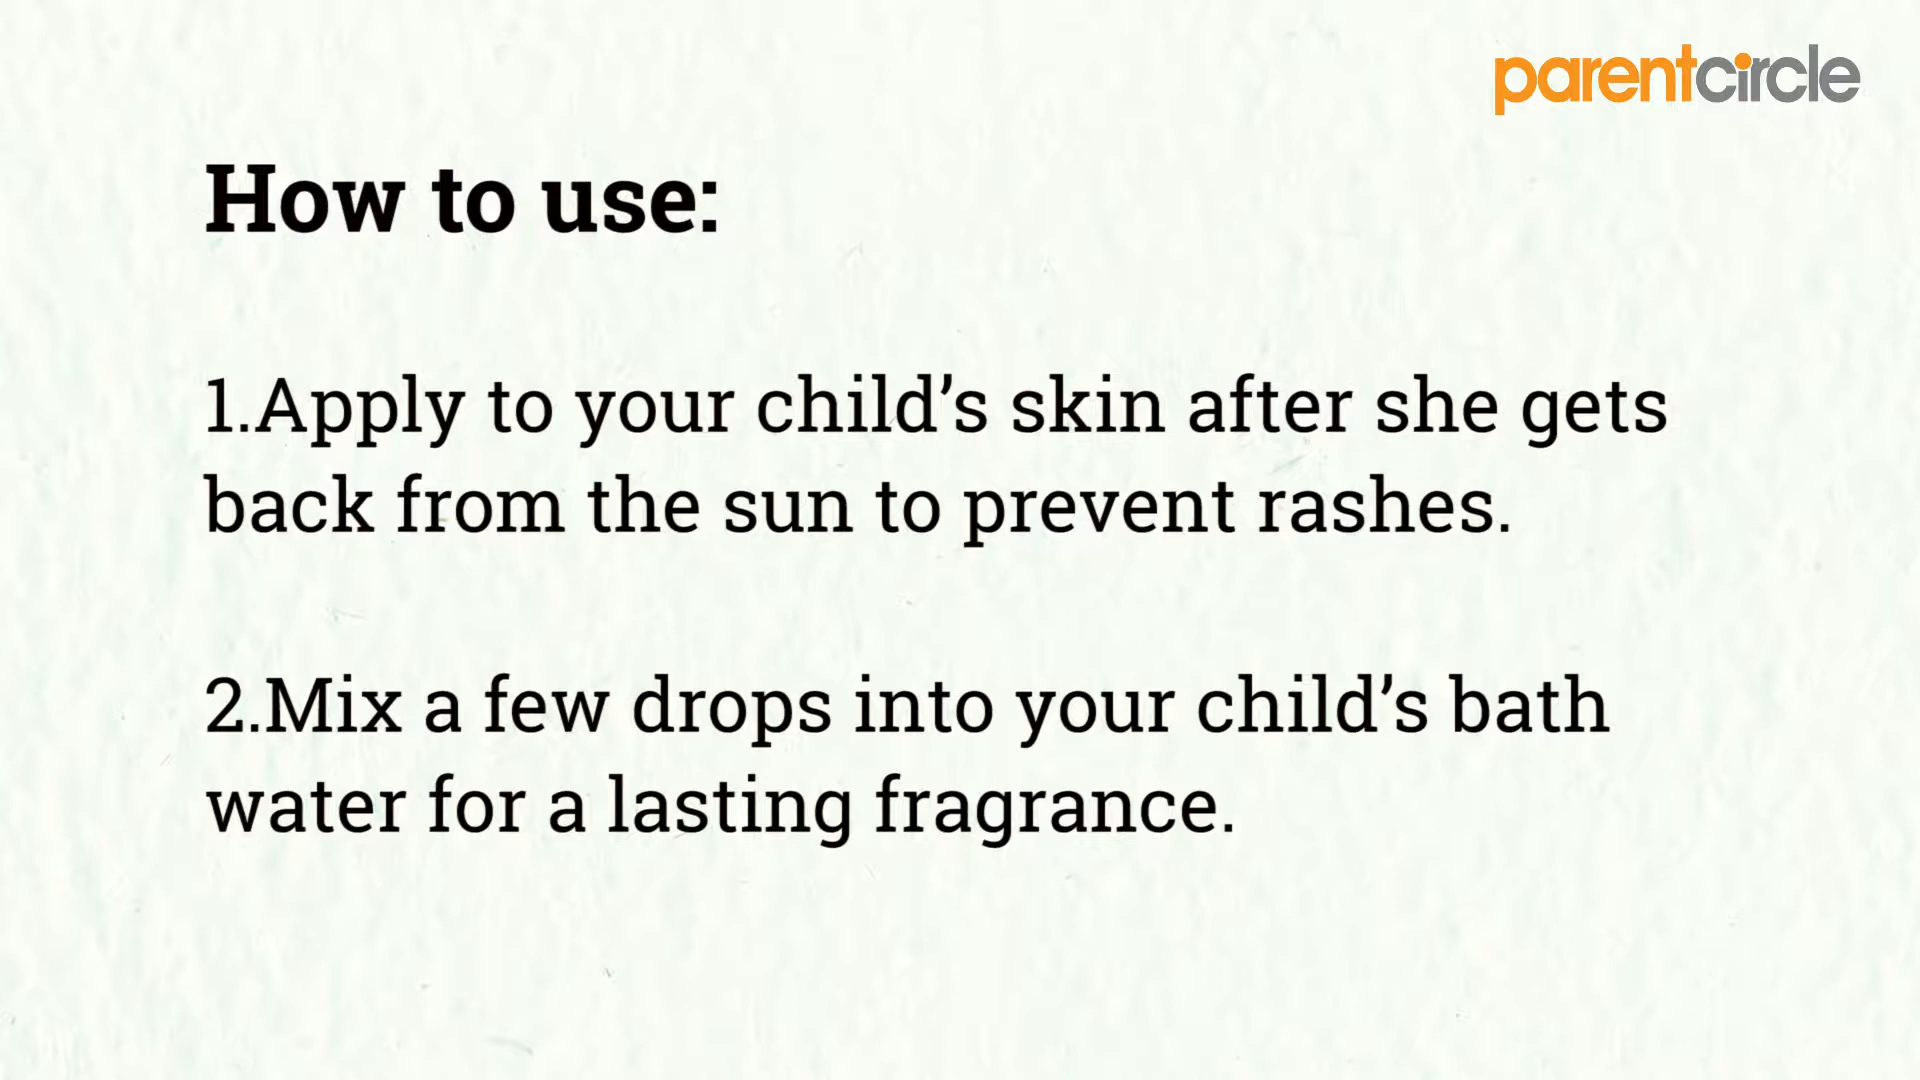 parentcircle
How to use:
1.Apply to your child’s skin after she gets
back from the sun to prevent rashes.
2.Mix a few drops into your child’s bath
water for a lasting fragrance.